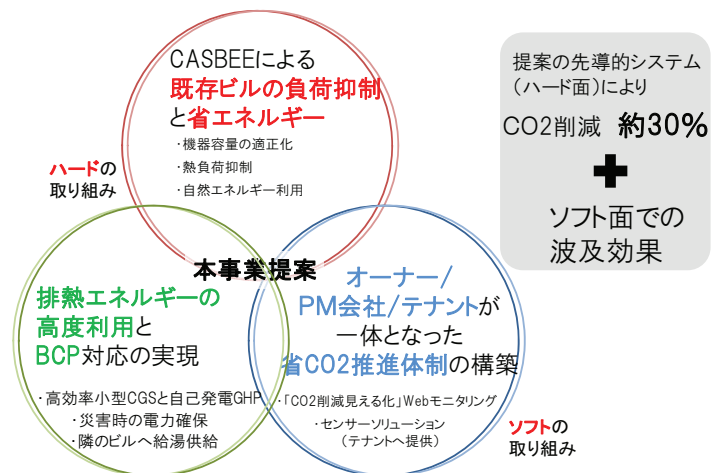 CASBEEによる
既存ビルの負荷抑制
と省エネルギー
・機器容量の適正化
・熱負荷抑制
・自然エネルギー利用
ハードの
取り組み
提案の先導的システム
（ハード面）により
CO2削減 約30％
＋
ソフト面での
波及効果
本事業提案
排熱エネルギーの
高度利用と
BCP対応の実現
・高効率小型CGSと自己発電GHP
・災害時の電力確保
・隣のビルへ給湯供給
オーナー/
PM会社/テナントが
一体となった
省CO2推進体制の構築
・「CO2削減見える化」Webモニタリング
・センサーソリューション
（テナントへ提供）
ソフトの
取り組み